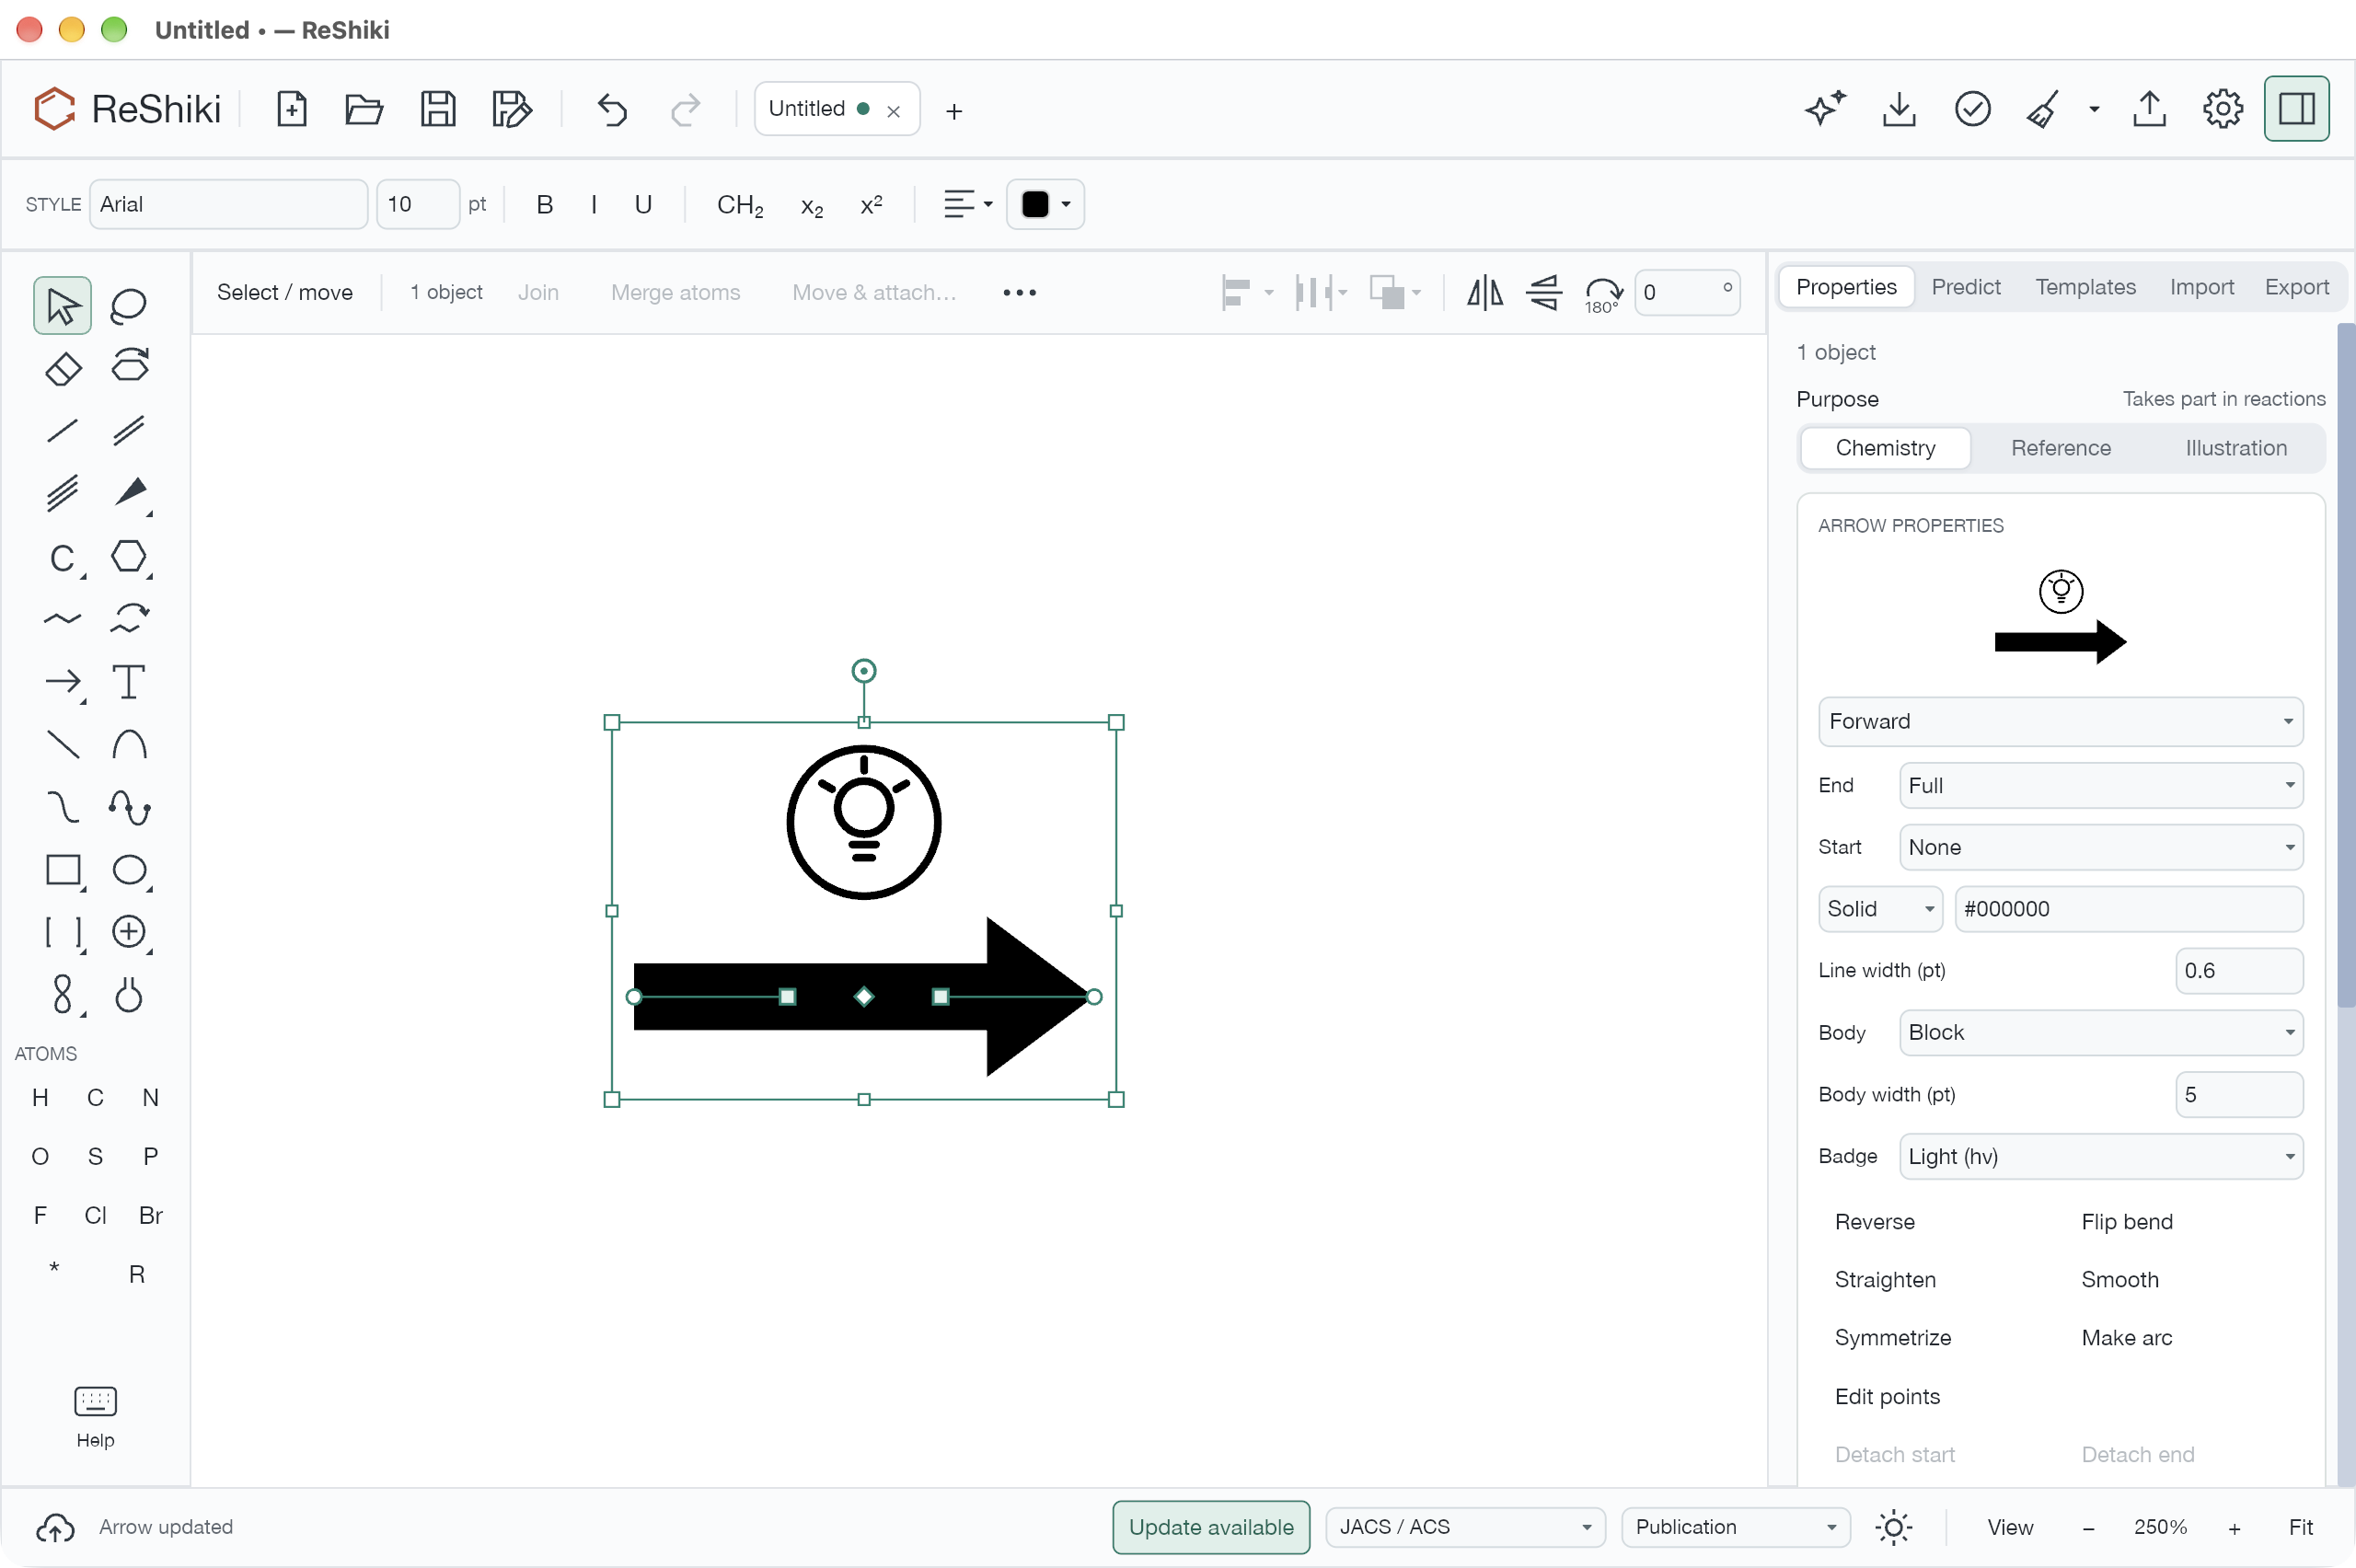 Untitled • — ReShiki
ReShiki
Untitled
STYLE Arial 10 pt B I U CH₂ x₂ x²
Select / move 1 object Join Merge atoms Move & attach... 180° 0 °
Properties Predict Templates Import Export
1 object
Purpose Takes part in reactions
Chemistry Reference Illustration
ARROW PROPERTIES
Forward
End Full
Start None
Solid #000000
Line width (pt) 0.6
Body Block
Body width (pt) 5
Badge Light (hv)
Reverse Flip bend
Straighten Smooth
Symmetrize Make arc
Edit points
Detach start Detach end
C
T
ATOMS
H C N
O S P
F Cl Br
* R
Help
Arrow updated Update available JACS / ACS Publication View – 250% + Fit